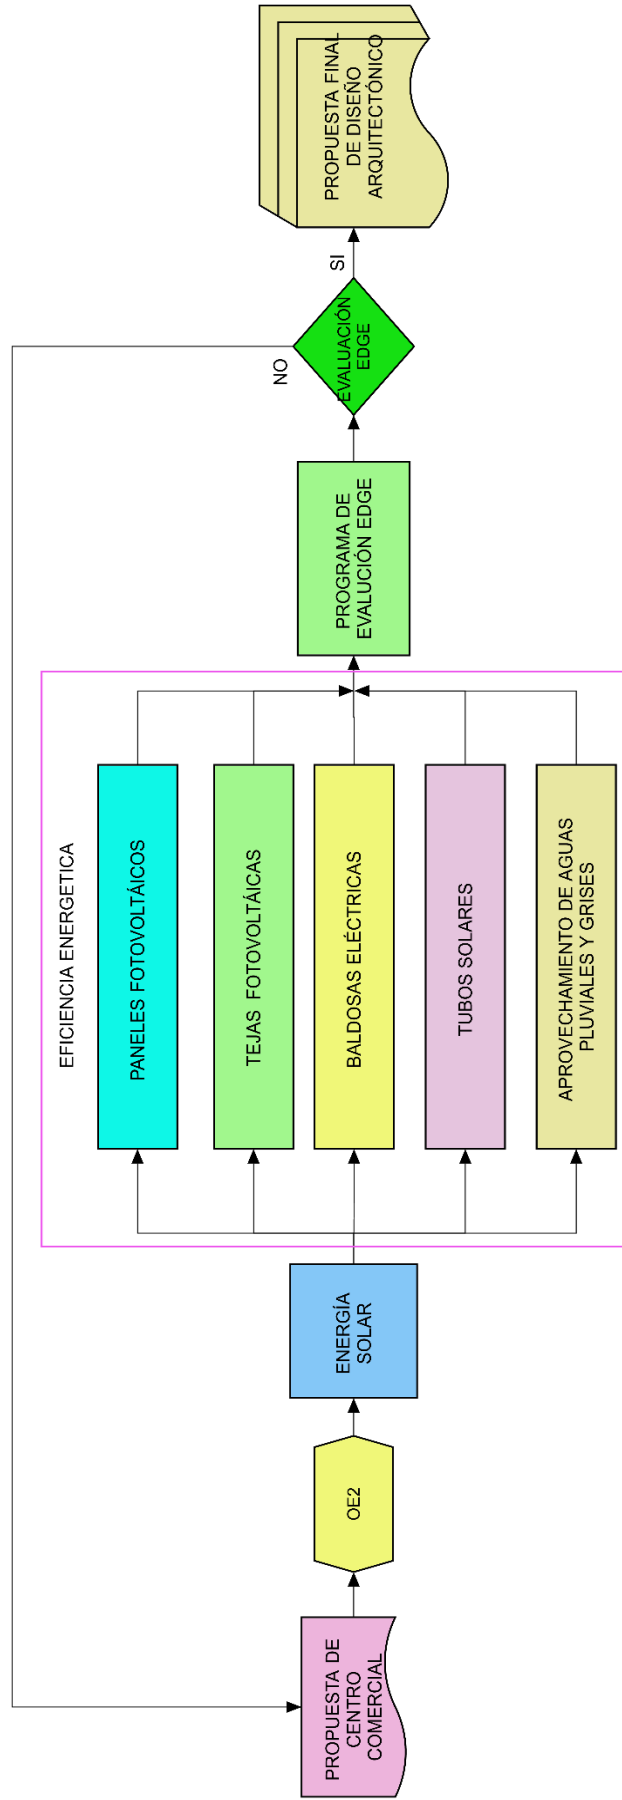 PROPUESTA DE
CENTRO
COMERCIAL
OE2
ENERGÍA
SOLAR
EFICIENCIA ENERGETICA
PANELES FOTOVOLTÁICOS
TEJAS FOTOVOLTÁICAS
BALDOSAS ELÉCTRICAS
TUBOS SOLARES
APROVECHAMIENTO DE AGUAS
PLUVIALES Y GRISES
PROGRAMA DE
EVALUCIÓN EDGE
EVALUACIÓN
EDGE
NO
SI
PROPUESTA FINAL
DE DISEÑO
ARQUITECTÓNICO